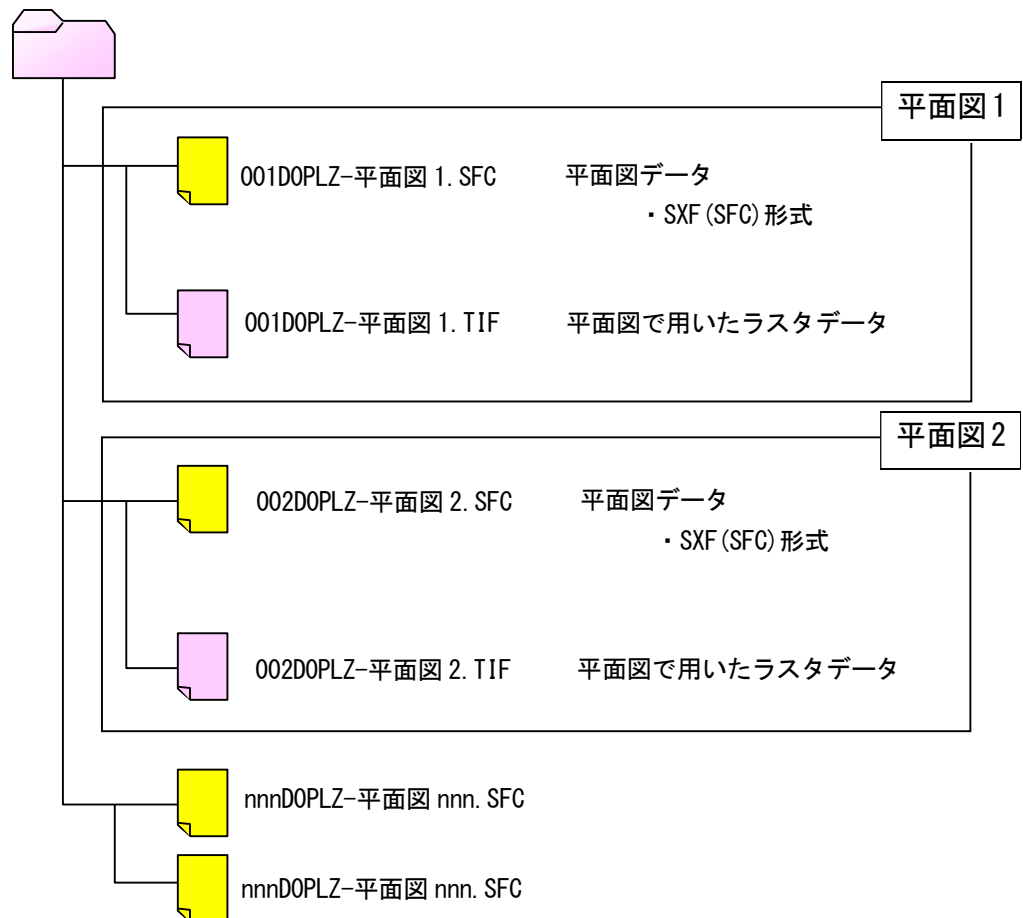 平面図1
001D0PLZ-平面図1.SFC 平面図データ
・SXF(SFC)形式
001D0PLZ-平面図1.TIF 平面図で用いたラスタデータ
平面図2
002D0PLZ-平面図2.SFC 平面図データ
・SXF(SFC)形式
002D0PLZ-平面図2.TIF 平面図で用いたラスタデータ
nnnD0PLZ-平面図nnn.SFC
nnnD0PLZ-平面図nnn.SFC